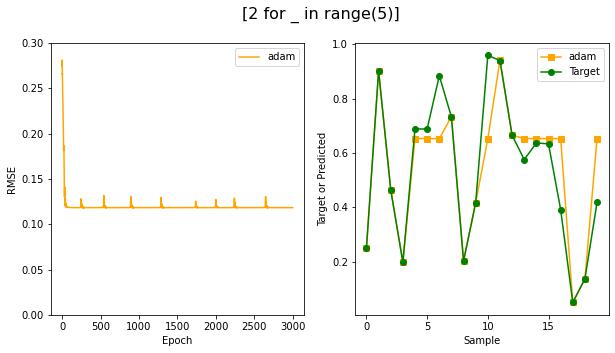 [2 for _ in range(5)]
0.30
0.25
0.20
0.15
0.10
0.05
0.00
RMSE
0 500 1000 1500 2000 2500 3000
Epoch
adam
1.0
0.8
0.6
0.4
0.2
Target or Predicted
0 5 10 15
Sample
adam
Target